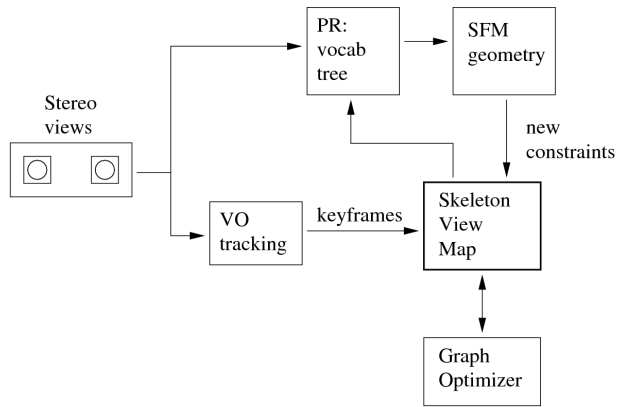 PR:
vocab
tree
SFM
geometry
Stereo
views
new
constraints
VO
tracking
keyframes
Skeleton
View
Map
Graph
Optimizer